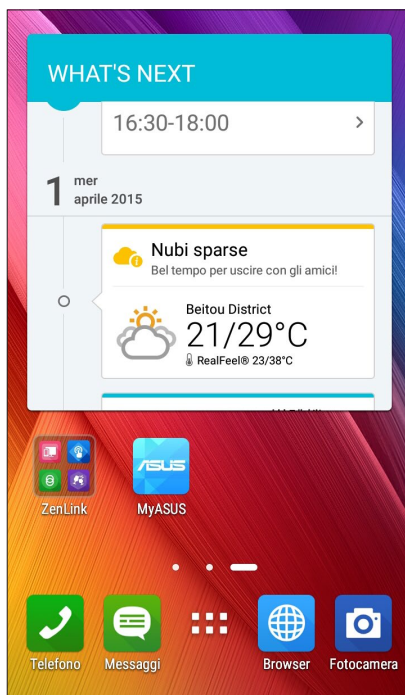 WHAT'S NEXT
16:30-18:00
1 mer
aprile 2015
Nubi sparse
Bel tempo per uscire con gli amici!
Beitou District
21/29°C
RealFeel® 23/38°C
/SUS
ZenLink
MyASUS
Telefono
Messaggi
Browser
Fotocamera